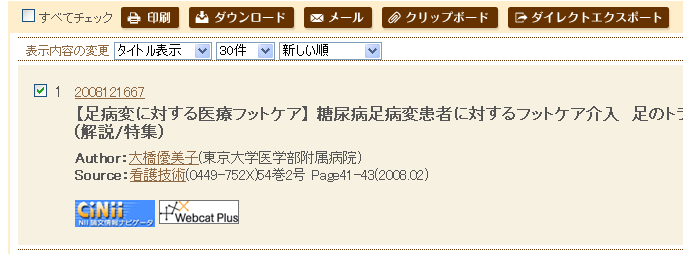 すべてチェック 印刷 ダウンロード メール クリップボード ダイレクトエクスポート
表示内容の変更 タイトル表示 30件 新しい順
1 2008121667
【足病変に対する医療フットケア】 糖尿病足病変患者に対するフットケア介入 足のトラ
(解説/特集)
Author：大橋優美子(東京大学医学部附属病院)
Source：看護技術(0449-752X)54巻2号 Page41-43(2008.02)
CiNii Webcat Plus
NII 論文情報ナビゲータ